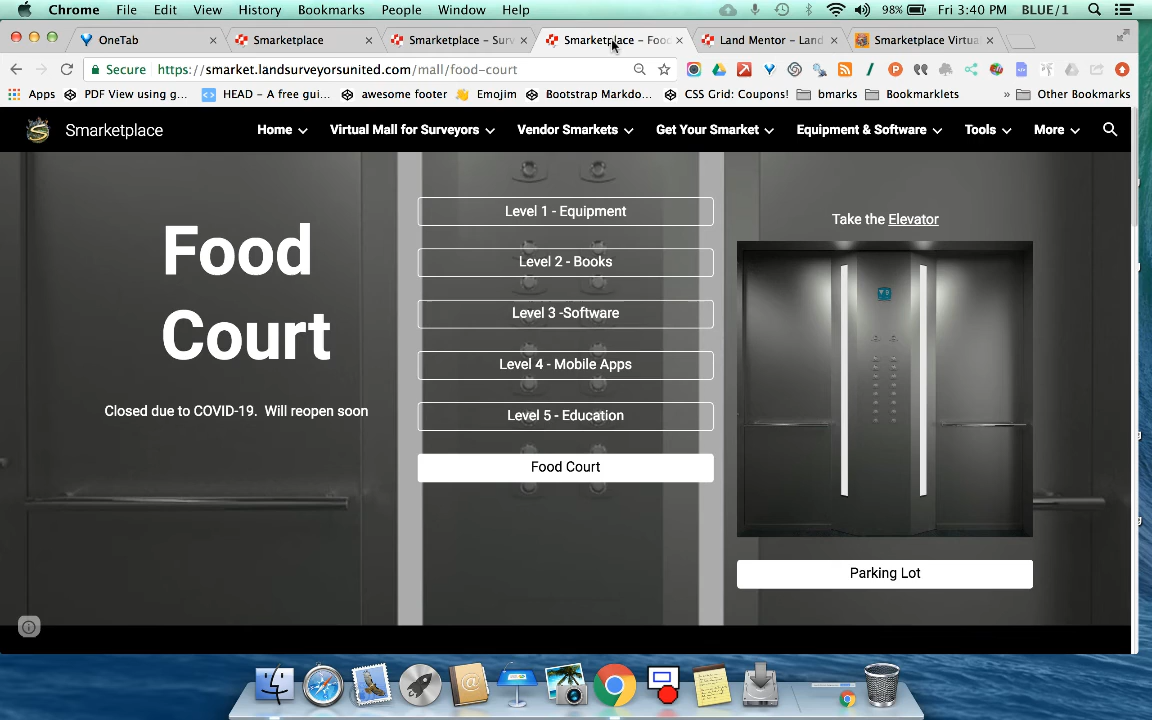 Chrome File Edit View History Bookmarks People Window Help 98% Fri 3:40 PM BLUE/1
OneTab Smarketplace Smarketplace - Surv Smarketplace - Foo Land Mentor - Land Smarketplace Virtua
Secure https://smarket.landsurveyorsunited.com/mall/food-court
Apps PDF View using g... HEAD - A free gui... awesome footer Emojim Bootstrap Markdo... CSS Grid: Coupons! bmarks Bookmarklets » Other Bookmarks
Smarketplace Home Virtual Mall for Surveyors Vendor Smarkets Get Your Smarket Equipment & Software Tools More
Food
Court
Closed due to COVID-19. Will reopen soon
Level 1 - Equipment
Level 2 - Books
Level 3 -Software
Level 4 - Mobile Apps
Level 5 - Education
Food Court
Take the Elevator
Parking Lot